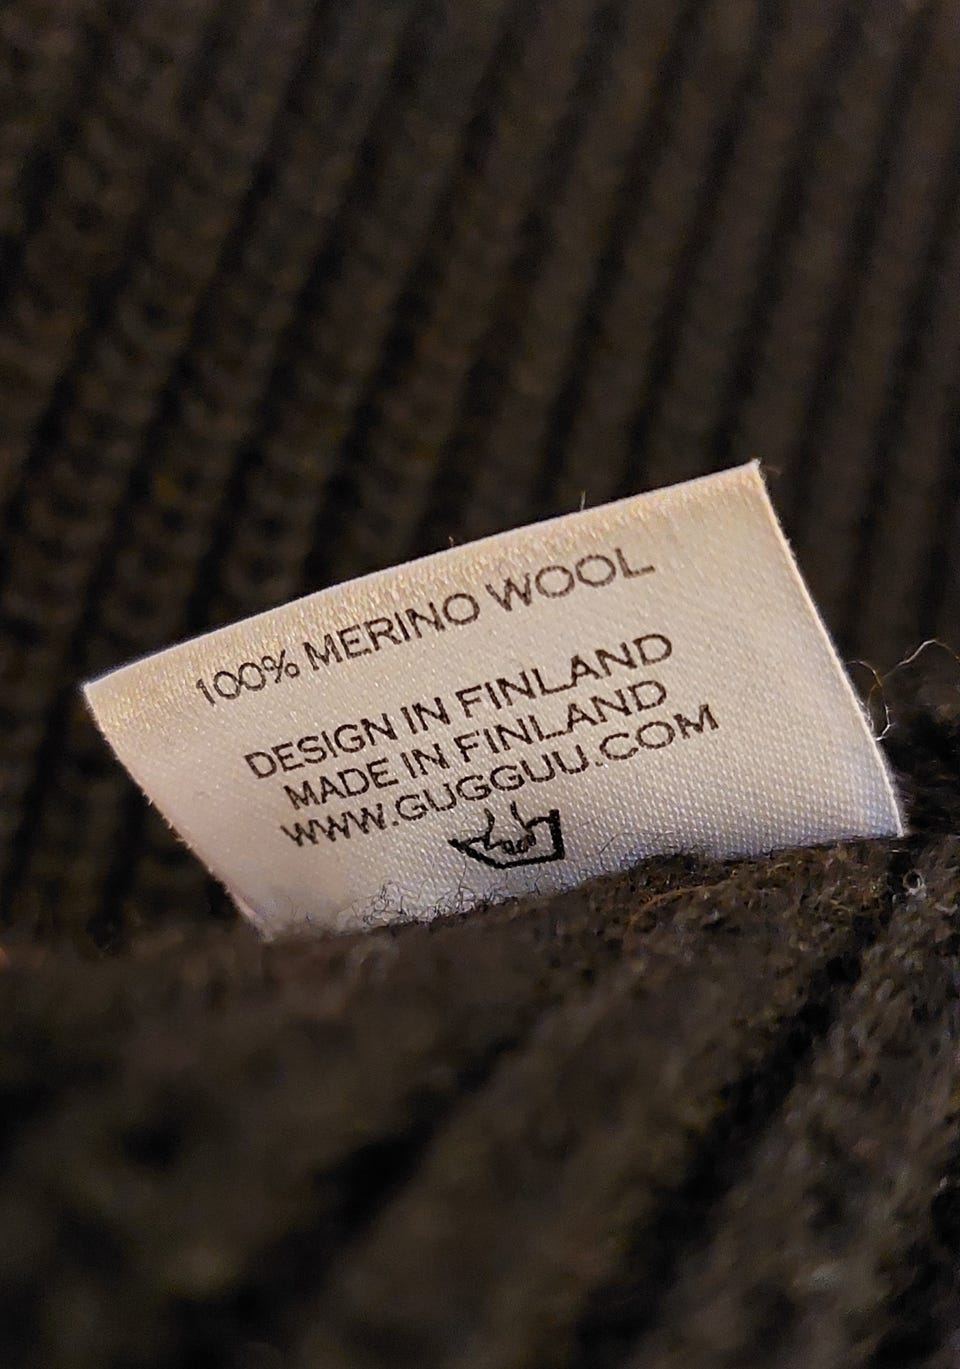 100% MERINO WOOL
DESIGN IN FINLAND
MADE IN FINLAND
WWW.GUGGUU.COM